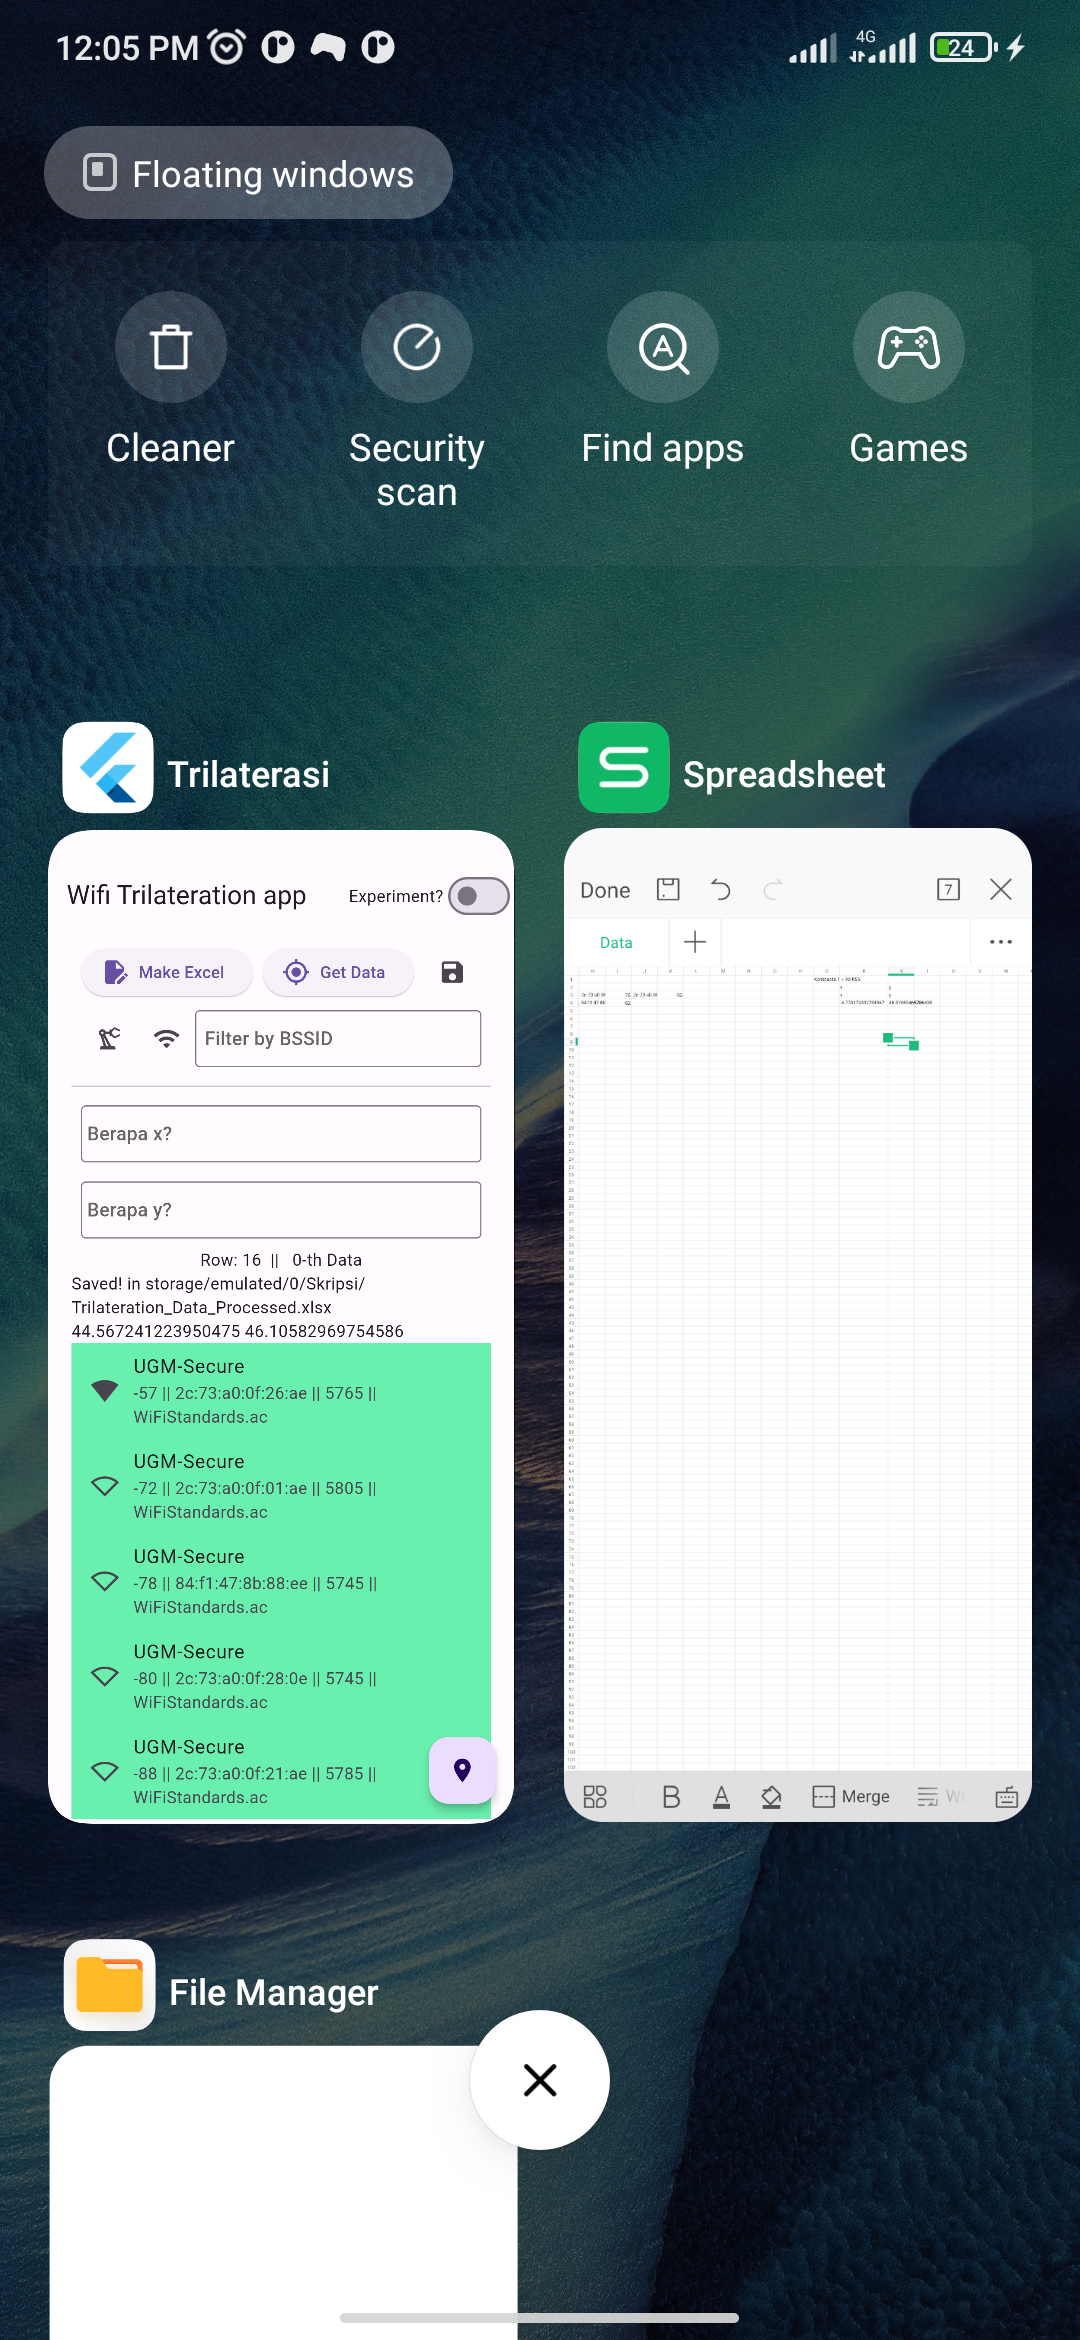 12:05 PM
4G
24
Floating windows
Cleaner
Security scan
Find apps
Games
Trilaterasi
Spreadsheet
Wifi Trilateration app
Experiment?
Make Excel
Get Data
Filter by BSSID
Berapa x?
Berapa y?
Row: 16 || 0-th Data
Saved! in storage/emulated/0/Skripsi/
Trilateration_Data_Processed.xlsx
44.567241223950475 46.10582969754586
UGM-Secure
-57 || 2c:73:a0:0f:26:ae || 5765 ||
WiFiStandards.ac
UGM-Secure
-72 || 2c:73:a0:0f:01:ae || 5805 ||
WiFiStandards.ac
UGM-Secure
-78 || 84:f1:47:8b:88:ee || 5745 ||
WiFiStandards.ac
UGM-Secure
-80 || 2c:73:a0:0f:28:0e || 5745 ||
WiFiStandards.ac
UGM-Secure
-88 || 2c:73:a0:0f:21:ae || 5785 ||
WiFiStandards.ac
Done
7
Data
B
A
Merge
File Manager